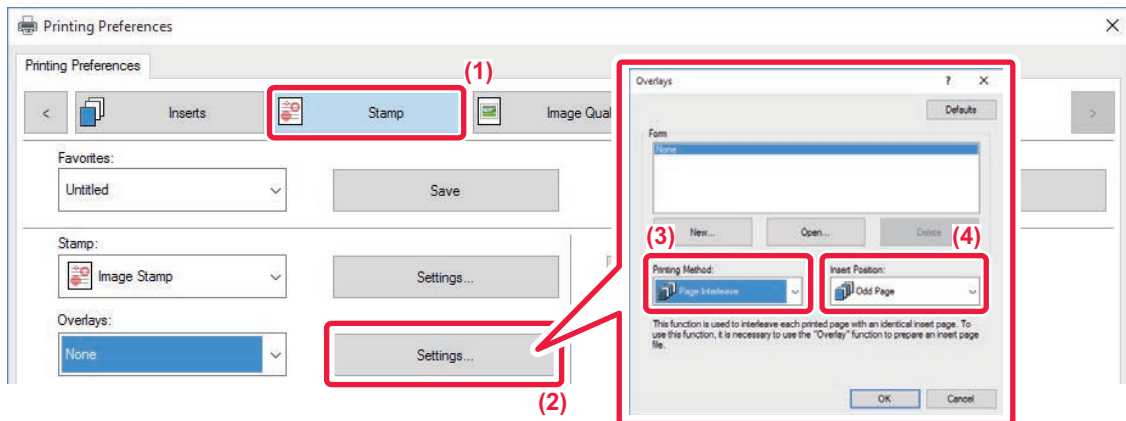 Printing Preferences
Printing Preferences
(1)
< Inserts Stamp Image Qual >
Favorites:
Untitled Save
Stamp:
Image Stamp Settings...
Overlays:
None Settings...
(2)
Overlays ? ×
Defaults
Form
None
New... Open... Delete
(3) (4)
Printing Method: Insert Position:
Page Interleave Odd Page
This function is used to interleave each printed page with an identical insert page. To
use this function, it is necessary to use the "Overlay" function to prepare an insert page
file.
OK Cancel